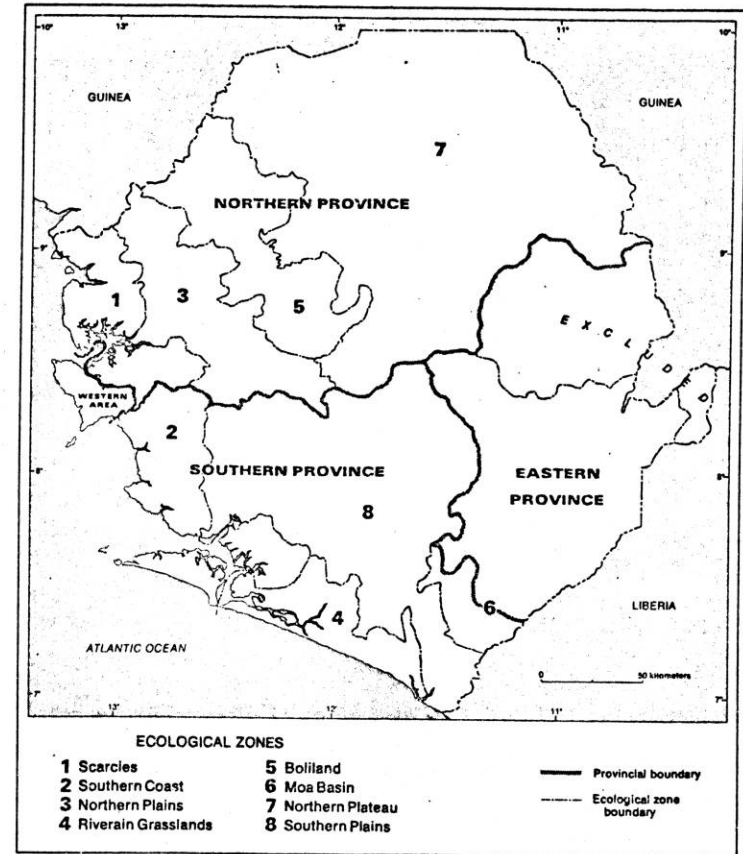 13° 12° 11°
10° 10°
GUINEA
GUINEA
7
NORTHERN PROVINCE
9° 9°
1
3
5
EXCLUDED
WESTERN
AREA
2
SOUTHERN PROVINCE
EASTERN
PROVINCE
8° 8°
8
4
6
LIBERIA
ATLANTIC OCEAN
0 50 kilometers
7° 7°
13° 12° 11°
ECOLOGICAL ZONES
1 Scarcies
2 Southern Coast
3 Northern Plains
4 Riverain Grasslands
5 Boliland
6 Moa Basin
7 Northern Plateau
8 Southern Plains
Provincial boundary
Ecological zone
boundary